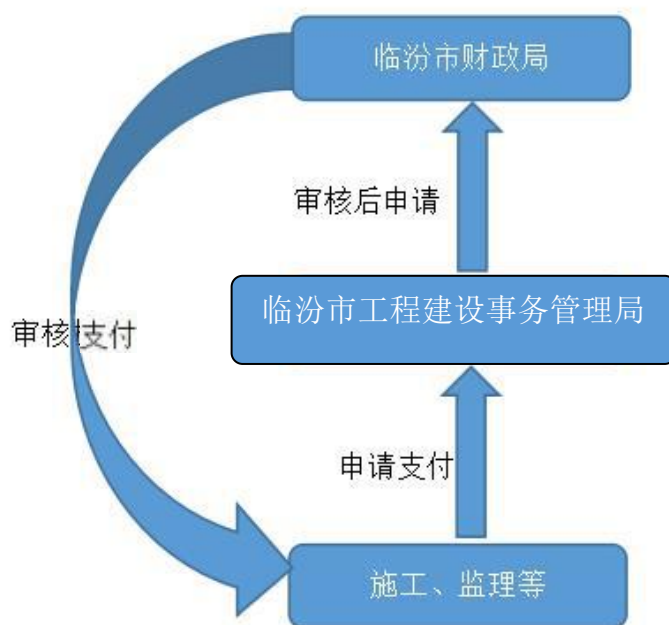 临汾市财政局
审核后申请
临汾市工程建设事务管理局
审核 支付
申请支付
施工、监理等